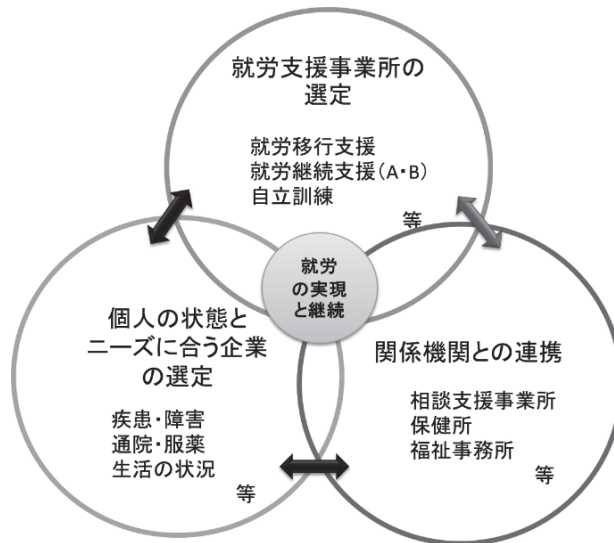 就労支援事業所の
選定
就労移行支援
就労継続支援(A・B)
自立訓練
等
就労
の実現
と継続
個人の状態と
ニーズに合う企業
の選定
疾患・障害
通院・服薬
生活の状況
等
関係機関との連携
相談支援事業所
保健所
福祉事務所
等